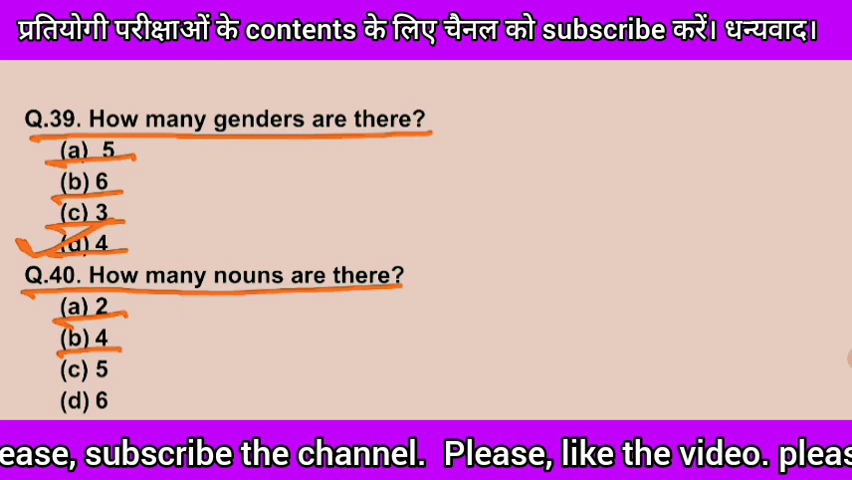 प्रतियोगी परीक्षाओं के contents के लिए चैनल को subscribe करें। धन्यवाद।
Q.39. How many genders are there?
(a) 5
(b) 6
(c) 3
(d) 4
Q.40. How many nouns are there?
(a) 2
(b) 4
(c) 5
(d) 6
ease, subscribe the channel. Please, like the video. pleas